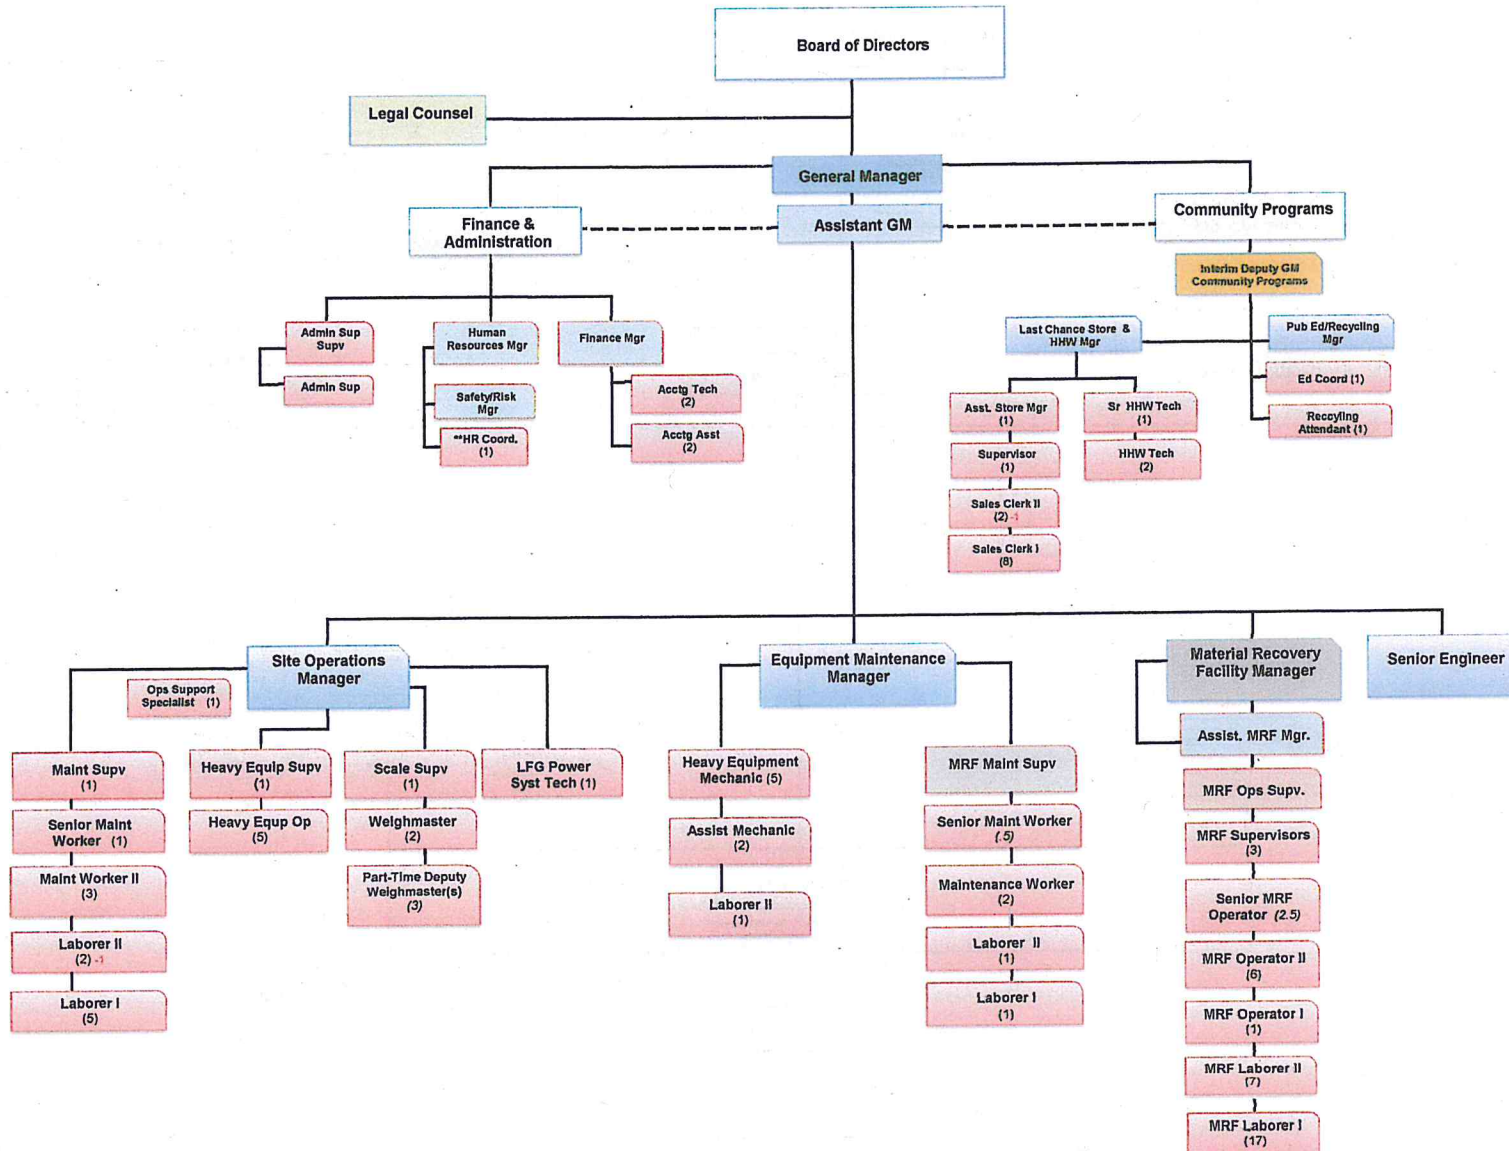 Board of Directors
Legal Counsel
General Manager
Finance &
Administration
Assistant GM
Community Programs
Interim Deputy GM
Community Programs
Admin Sup
Supv
Admin Sup
Human
Resources Mgr
Safety/Risk
Mgr
**HR Coord.
(1)
Finance Mgr
Acctg Tech
(2)
Acctg Asst
(2)
Last Chance Store &
HHW Mgr
Pub Ed/Recycling
Mgr
Ed Coord (1)
Reccyling
Attendant (1)
Asst. Store Mgr
(1)
Supervisor
(1)
Sales Clerk II
(2) -1
Sales Clerk I
(8)
Sr HHW Tech
(1)
HHW Tech
(2)
Site Operations
Manager
Ops Support
Specialist (1)
Maint Supv
(1)
Senior Maint
Worker (1)
Maint Worker II
(3)
Laborer II
(2) -1
Laborer I
(5)
Heavy Equip Supv
(1)
Heavy Equp Op
(5)
Scale Supv
(1)
Weighmaster
(2)
Part-Time Deputy
Weighmaster(s)
(3)
LFG Power
Syst Tech (1)
Equipment Maintenance
Manager
Heavy Equipment
Mechanic (5)
Assist Mechanic
(2)
Laborer II
(1)
MRF Maint Supv
Senior Maint Worker
(.5)
Maintenance Worker
(2)
Laborer II
(1)
Laborer I
(1)
Material Recovery
Facility Manager
Assist. MRF Mgr.
MRF Ops Supv.
MRF Supervisors
(3)
Senior MRF
Operator (2.5)
MRF Operator II
(6)
MRF Operator I
(1)
MRF Laborer II
(7)
MRF Laborer I
(17)
Senior Engineer